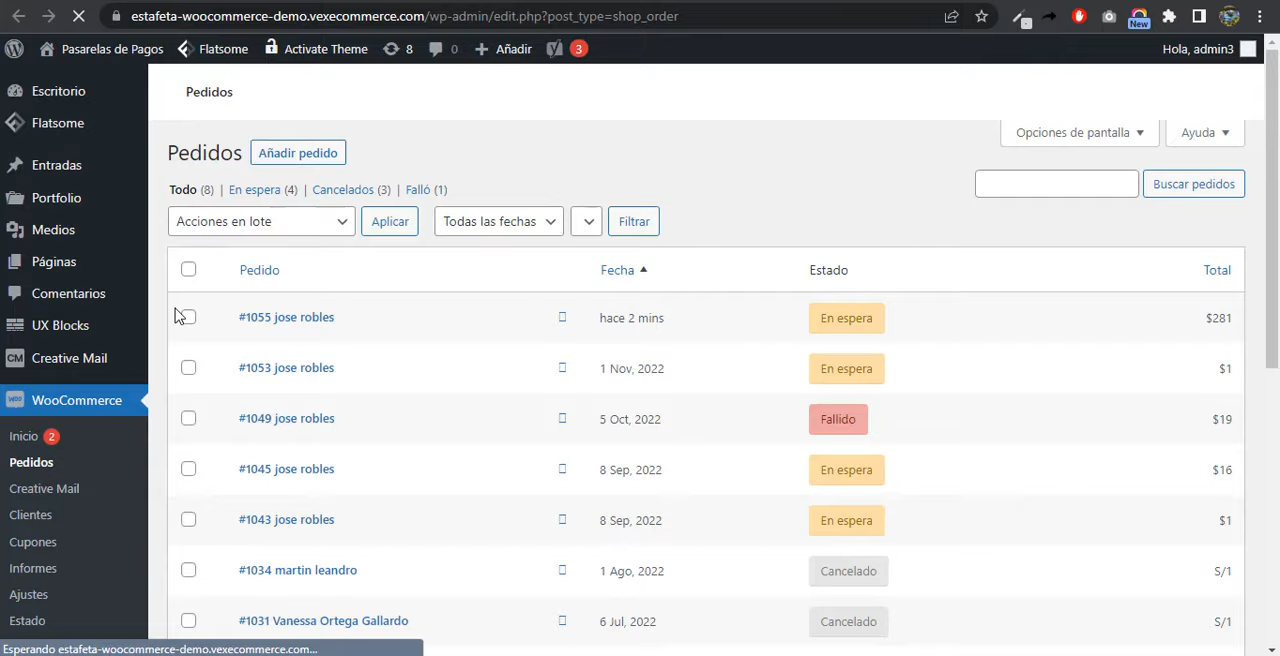 estafeta-woocommerce-demo.vexecommerce.com/wp-admin/edit.php?post_type=shop_order
New
Pasarelas de Pagos Flatsome Activate Theme 8 0 Añadir 3 Hola, admin3
Escritorio
Flatsome
Entradas
Portfolio
Medios
Páginas
Comentarios
UX Blocks
CM Creative Mail
WooCommerce
Inicio 2
Pedidos
Creative Mail
Clientes
Cupones
Informes
Ajustes
Estado
Pedidos
Opciones de pantalla Ayuda
Pedidos Añadir pedido
Todo (8) | En espera (4) | Cancelados (3) | Falló (1)
Buscar pedidos
Acciones en lote Aplicar Todas las fechas Filtrar
Pedido Fecha Estado Total
#1055 jose robles hace 2 mins En espera $281
#1053 jose robles 1 Nov, 2022 En espera $1
#1049 jose robles 5 Oct, 2022 Fallido $19
#1045 jose robles 8 Sep, 2022 En espera $16
#1043 jose robles 8 Sep, 2022 En espera $1
#1034 martin leandro 1 Ago, 2022 Cancelado S/1
#1031 Vanessa Ortega Gallardo 6 Jul, 2022 Cancelado S/1
Esperando estafeta-woocommerce-demo.vexecommerce.com...